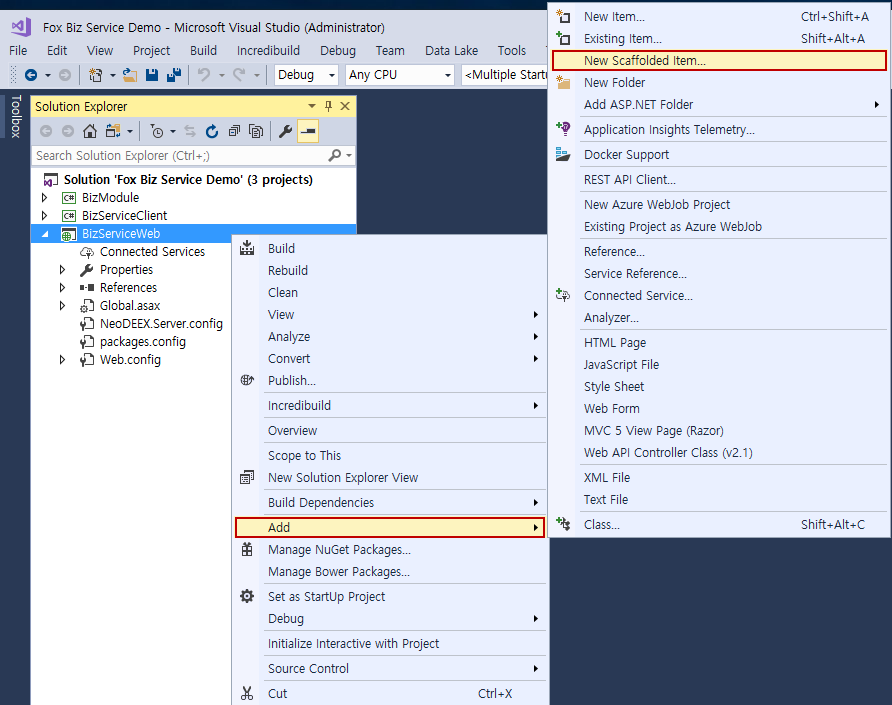 Fox Biz Service Demo - Microsoft Visual Studio (Administrator)
File Edit View Project Build Incredibuild Debug Team Data Lake Tools
Debug Any CPU <Multiple Startu
Toolbox
Solution Explorer
Search Solution Explorer (Ctrl+;)
Solution 'Fox Biz Service Demo' (3 projects)
C# BizModule
C# BizServiceClient
BizServiceWeb
Connected Services
Properties
References
Global.asax
NeoDEEX.Server.config
packages.config
Web.config
Build
Rebuild
Clean
View
Analyze
Convert
Publish...
Incredibuild
Overview
Scope to This
New Solution Explorer View
Build Dependencies
Add
Manage NuGet Packages...
Manage Bower Packages...
Set as StartUp Project
Debug
Initialize Interactive with Project
Source Control
Cut Ctrl+X
New Item... Ctrl+Shift+A
Existing Item... Shift+Alt+A
New Scaffolded Item...
New Folder
Add ASP.NET Folder
Application Insights Telemetry...
Docker Support
REST API Client...
New Azure WebJob Project
Existing Project as Azure WebJob
Reference...
Service Reference...
Connected Service...
Analyzer...
HTML Page
JavaScript File
Style Sheet
Web Form
MVC 5 View Page (Razor)
Web API Controller Class (v2.1)
XML File
Text File
Class... Shift+Alt+C